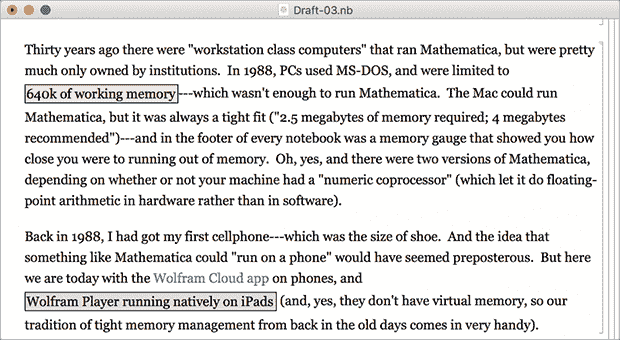 Draft-03.nb
Thirty years ago there were "workstation class computers" that ran Mathematica, but were pretty
much only owned by institutions.  In 1988, PCs used MS-DOS, and were limited to
640k of working memory---which wasn't enough to run Mathematica.  The Mac could run
Mathematica, but it was always a tight fit ("2.5 megabytes of memory required; 4 megabytes
recommended")---and in the footer of every notebook was a memory gauge that showed you how
close you were to running out of memory.  Oh, yes, and there were two versions of Mathematica,
depending on whether or not your machine had a "numeric coprocessor" (which let it do floating-
point arithmetic in hardware rather than in software).
Back in 1988, I had got my first cellphone---which was the size of shoe.  And the idea that
something like Mathematica could "run on a phone" would have seemed preposterous.  But here
we are today with the Wolfram Cloud app on phones, and
Wolfram Player running natively on iPads (and, yes, they don't have virtual memory, so our
tradition of tight memory management from back in the old days comes in very handy).